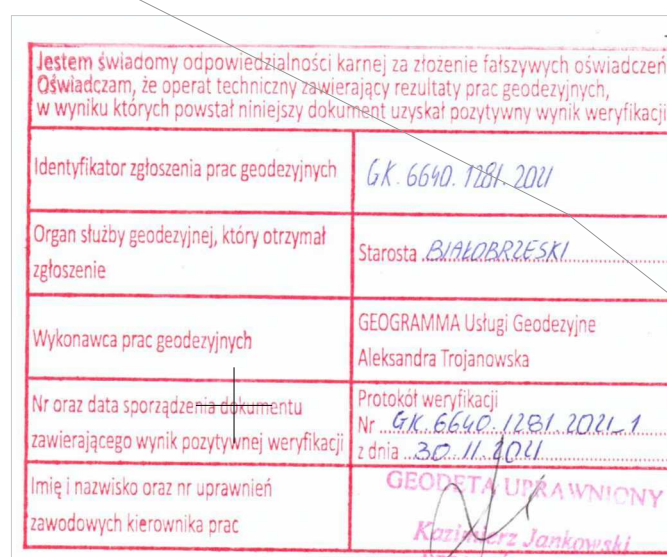 Jestem świadomy odpowiedzialności karnej za złożenie fałszywych oświadczeń
Oświadczam, że operat techniczny zawierający rezultaty prac geodezyjnych,
w wyniku których powstał niniejszy dokument uzyskał pozytywny wynik weryfikacji
Identyfikator zgłoszenia prac geodezyjnych
GK. 6640. 1281. 2021
Organ służby geodezyjnej, który otrzymał
zgłoszenie
Starosta BIAŁOBRZESKI
Wykonawca prac geodezyjnych
GEOGRAMMA Usługi Geodezyjne
Aleksandra Trojanowska
Nr oraz data sporządzenia dokumentu
zawierającego wynik pozytywnej weryfikacji
Protokół weryfikacji
Nr GK. 6640. 1281. 2021_1
z dnia 30.11.2021
Imię i nazwisko oraz nr uprawnień
zawodowych kierownika prac
GEODETA UPRAWNIONY
Kazimierz Jankowski